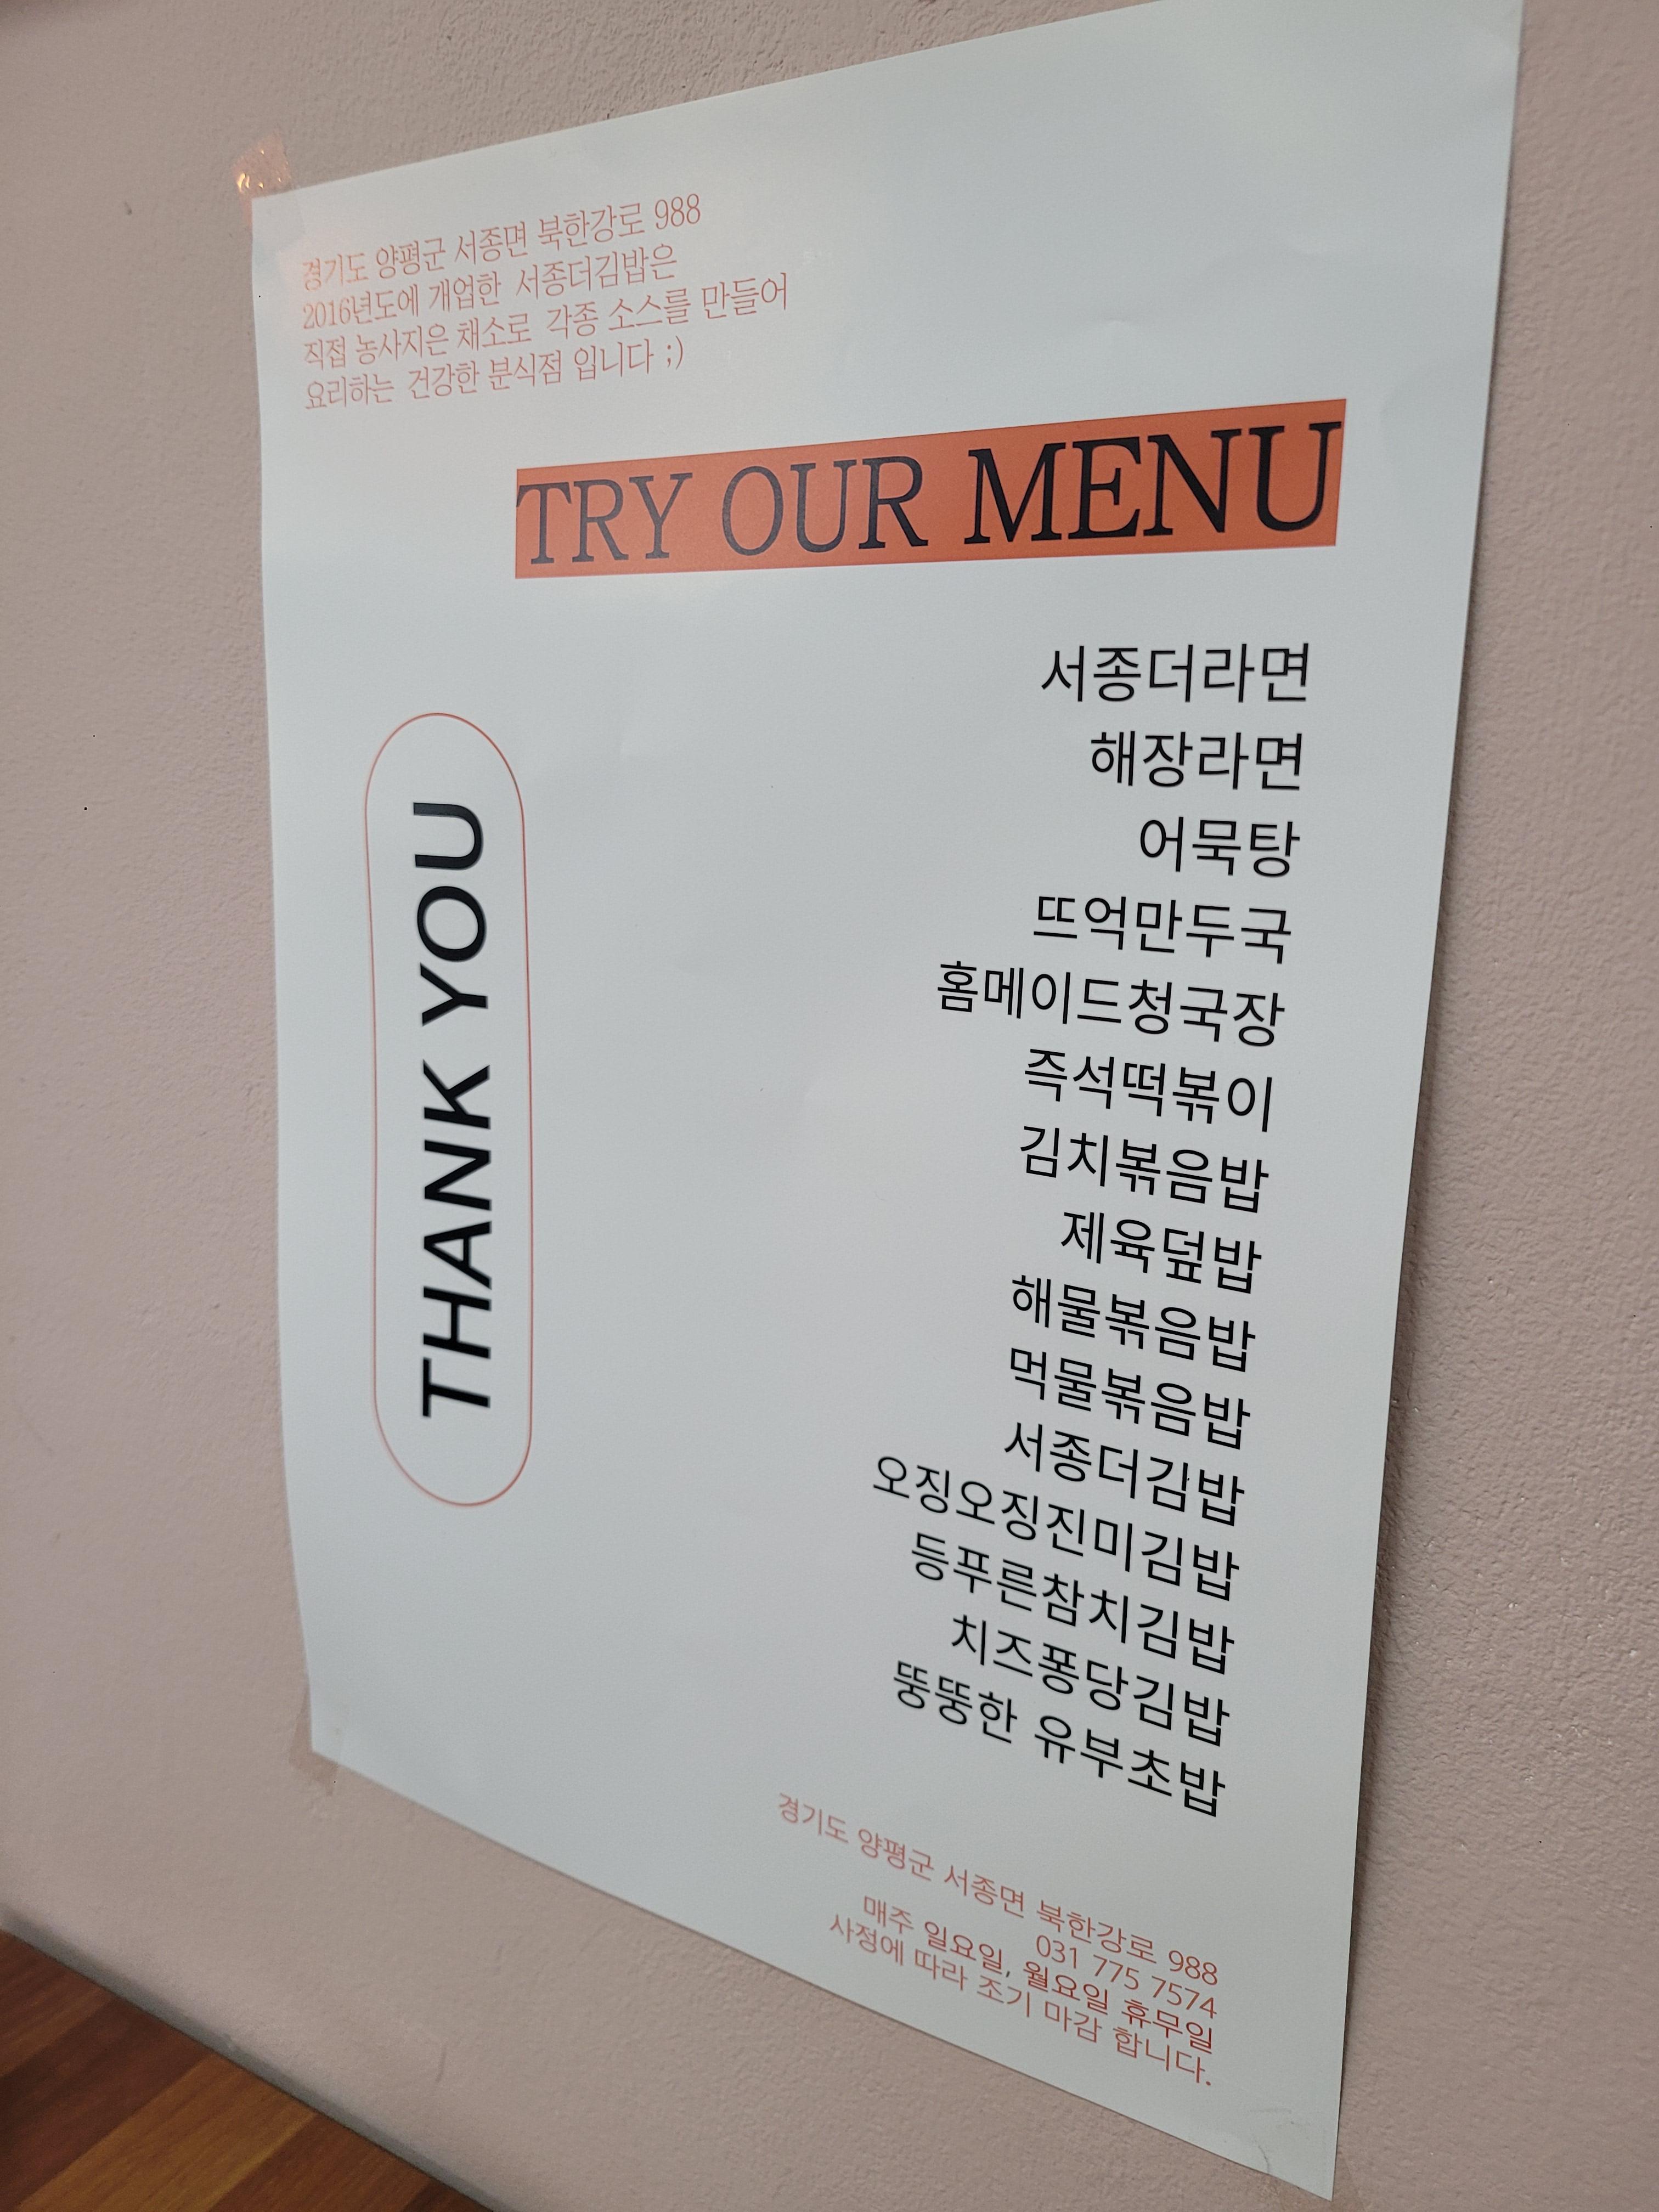 경기도 양평군 서종면 북한강로 988
2016년도에 개업한 서종더김밥은
직접 농사지은 채소로 각종 소스를 만들어
요리하는 건강한 분식점 입니다 ;)
TRY OUR MENU
THANK YOU
서종더라면
해장라면
어묵탕
뜨억만두국
홈메이드청국장
즉석떡볶이
김치볶음밥
제육덮밥
해물볶음밥
먹물볶음밥
서종더김밥
오징오징진미김밥
등푸른참치김밥
치즈퐁당김밥
뚱뚱한 유부초밥
경기도 양평군 서종면 북한강로 988
031 775 7574
매주 일요일, 월요일 휴무일
사정에 따라 조기 마감 합니다.